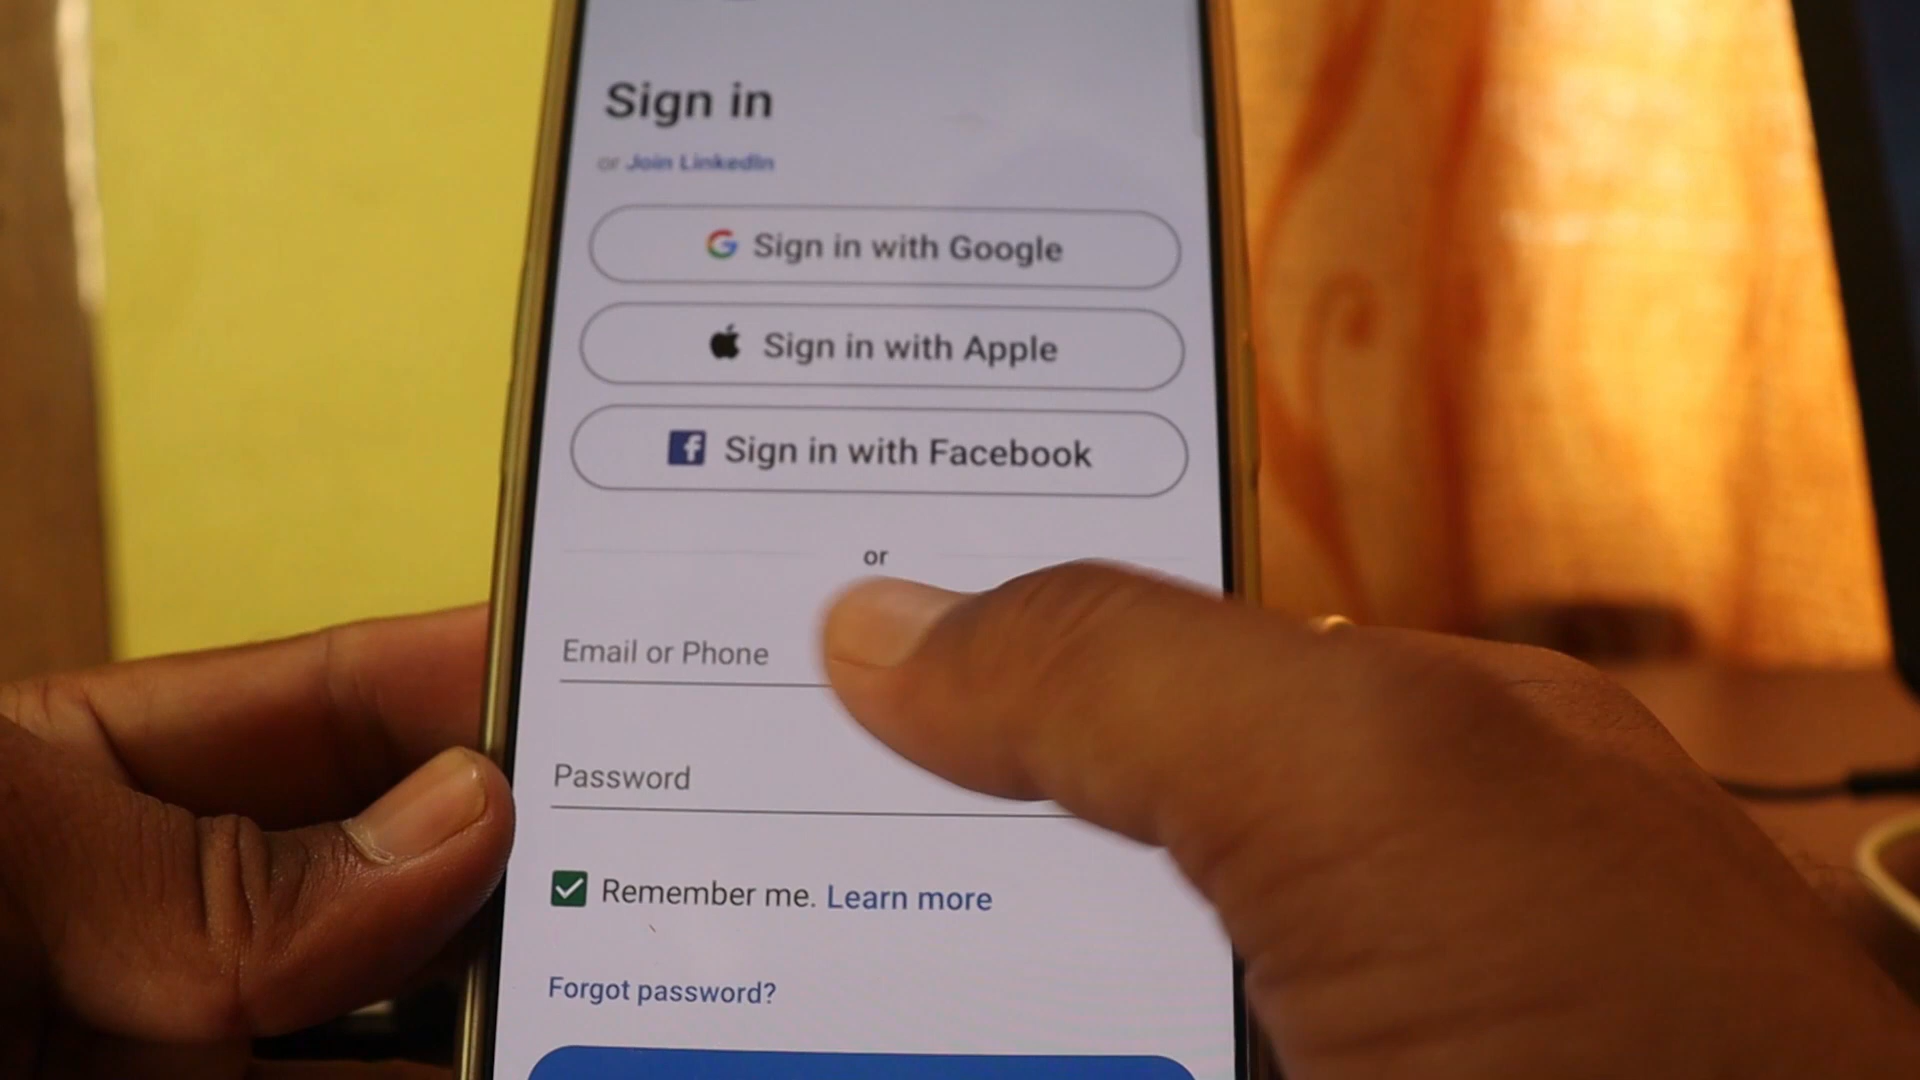 Sign in
or Join LinkedIn
Sign in with Google
Sign in with Apple
Sign in with Facebook
or
Email or Phone
Password
Remember me. Learn more
Forgot password?